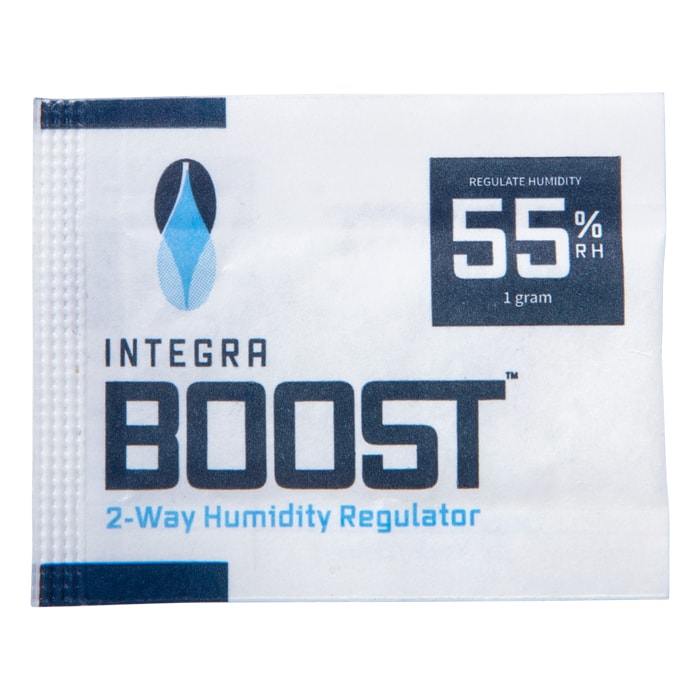 REGULATE HUMIDITY
55% RH
1 gram
INTEGRA
BOOST™
2-Way Humidity Regulator